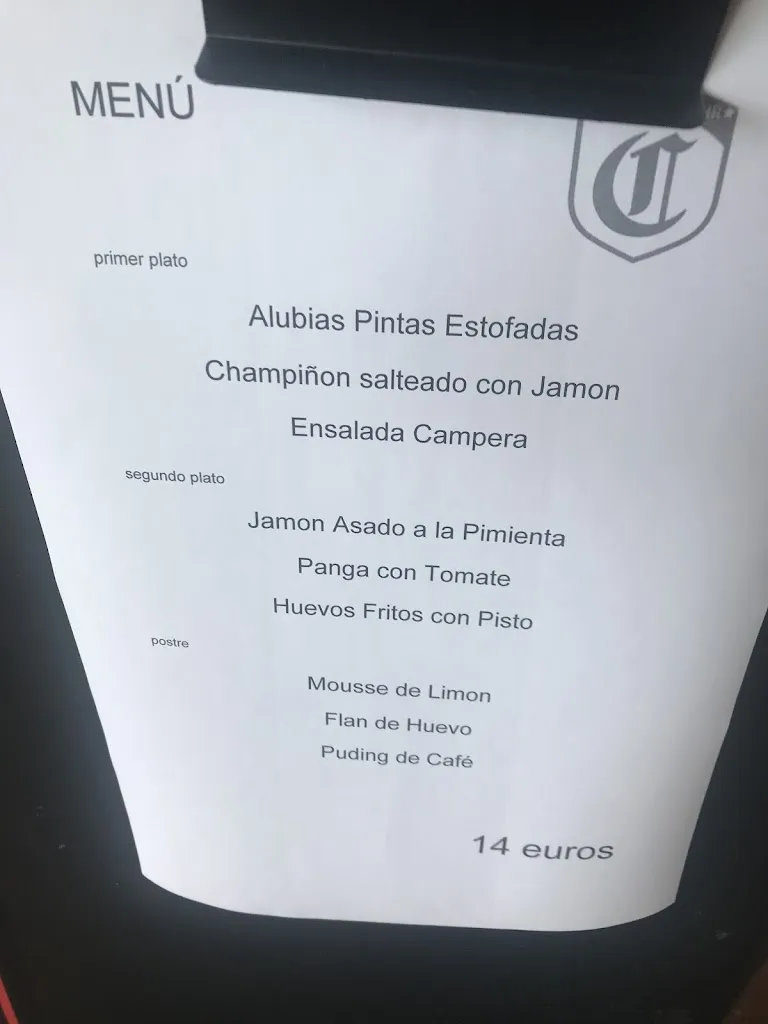 MENÚ
primer plato
Alubias Pintas Estofadas
Champiñon salteado con Jamon
Ensalada Campera
segundo plato
Jamon Asado a la Pimienta
Panga con Tomate
Huevos Fritos con Pisto
postre
Mousse de Limon
Flan de Huevo
Puding de Café
14 euros